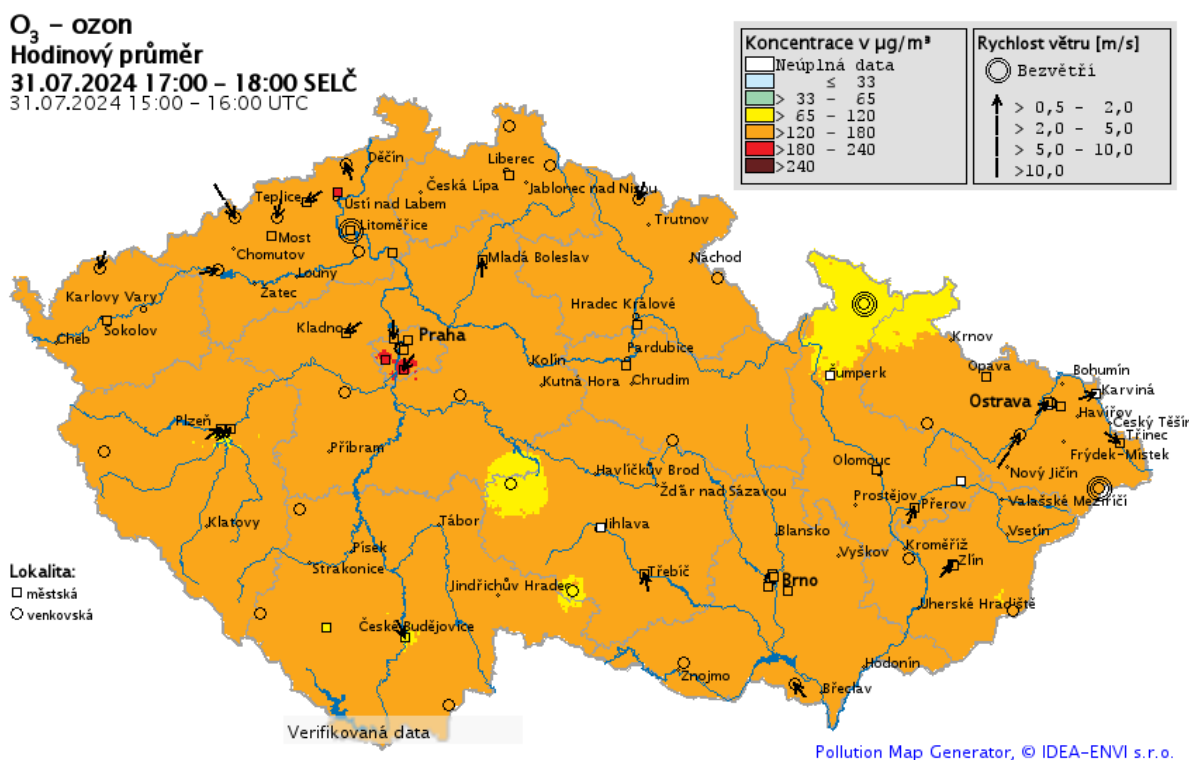 O₃ – ozon
Hodinový průměr
31.07.2024 17:00 – 18:00 SELČ
31.07.2024 15:00 – 16:00 UTC
Koncentrace v µg/m³
Neúplná data
≤ 33
> 33 - 65
> 65 - 120
>120 - 180
>180 - 240
>240
Rychlost větru [m/s]
Bezvětří
> 0,5 - 2,0
> 2,0 - 5,0
> 5,0 - 10,0
>10,0
Děčín
Liberec
Česká Lípa
Jablonec nad Nisou
Teplice
Ústí nad Labem
Trutnov
Litoměřice
Most
Chomutov
Mladá Boleslav
Náchod
Louny
Žatec
Karlovy Vary
Hradec Králové
Sokolov
Kladno
Praha
Cheb
Krnov
Pardubice
Kolín
Opava
Bohumín
Kutná Hora
Chrudim
Šumperk
Karviná
Ostrava
Havířov
Český Těšín
Plzeň
Třinec
Příbram
Frýdek-Místek
Olomouc
Havlíčkův Brod
Nový Jičín
Žďár nad Sázavou
Prostějov
Přerov
Valašské Meziříčí
Klatovy
Tábor
Jihlava
Blansko
Vsetín
Písek
Vyškov
Kroměříž
Zlín
Strakonice
Třebíč
Lokalita:
městská
venkovská
Jindřichův Hradec
Brno
Uherské Hradiště
České Budějovice
Hodonín
Znojmo
Břeclav
Verifikovaná data
Pollution Map Generator, © IDEA-ENVI s.r.o.